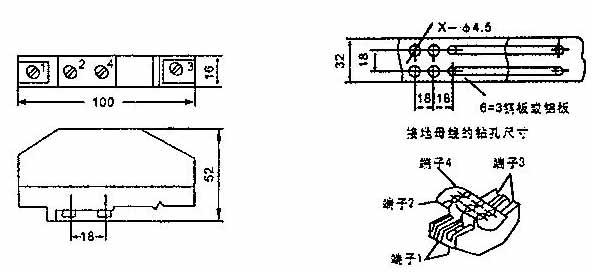 1 2 4 3
16
100
52
18
X-φ4.5
32
18
18 18
δ=3铜板或铝板
接地母线的钻孔尺寸
端子4
端子3
端子2
端子1